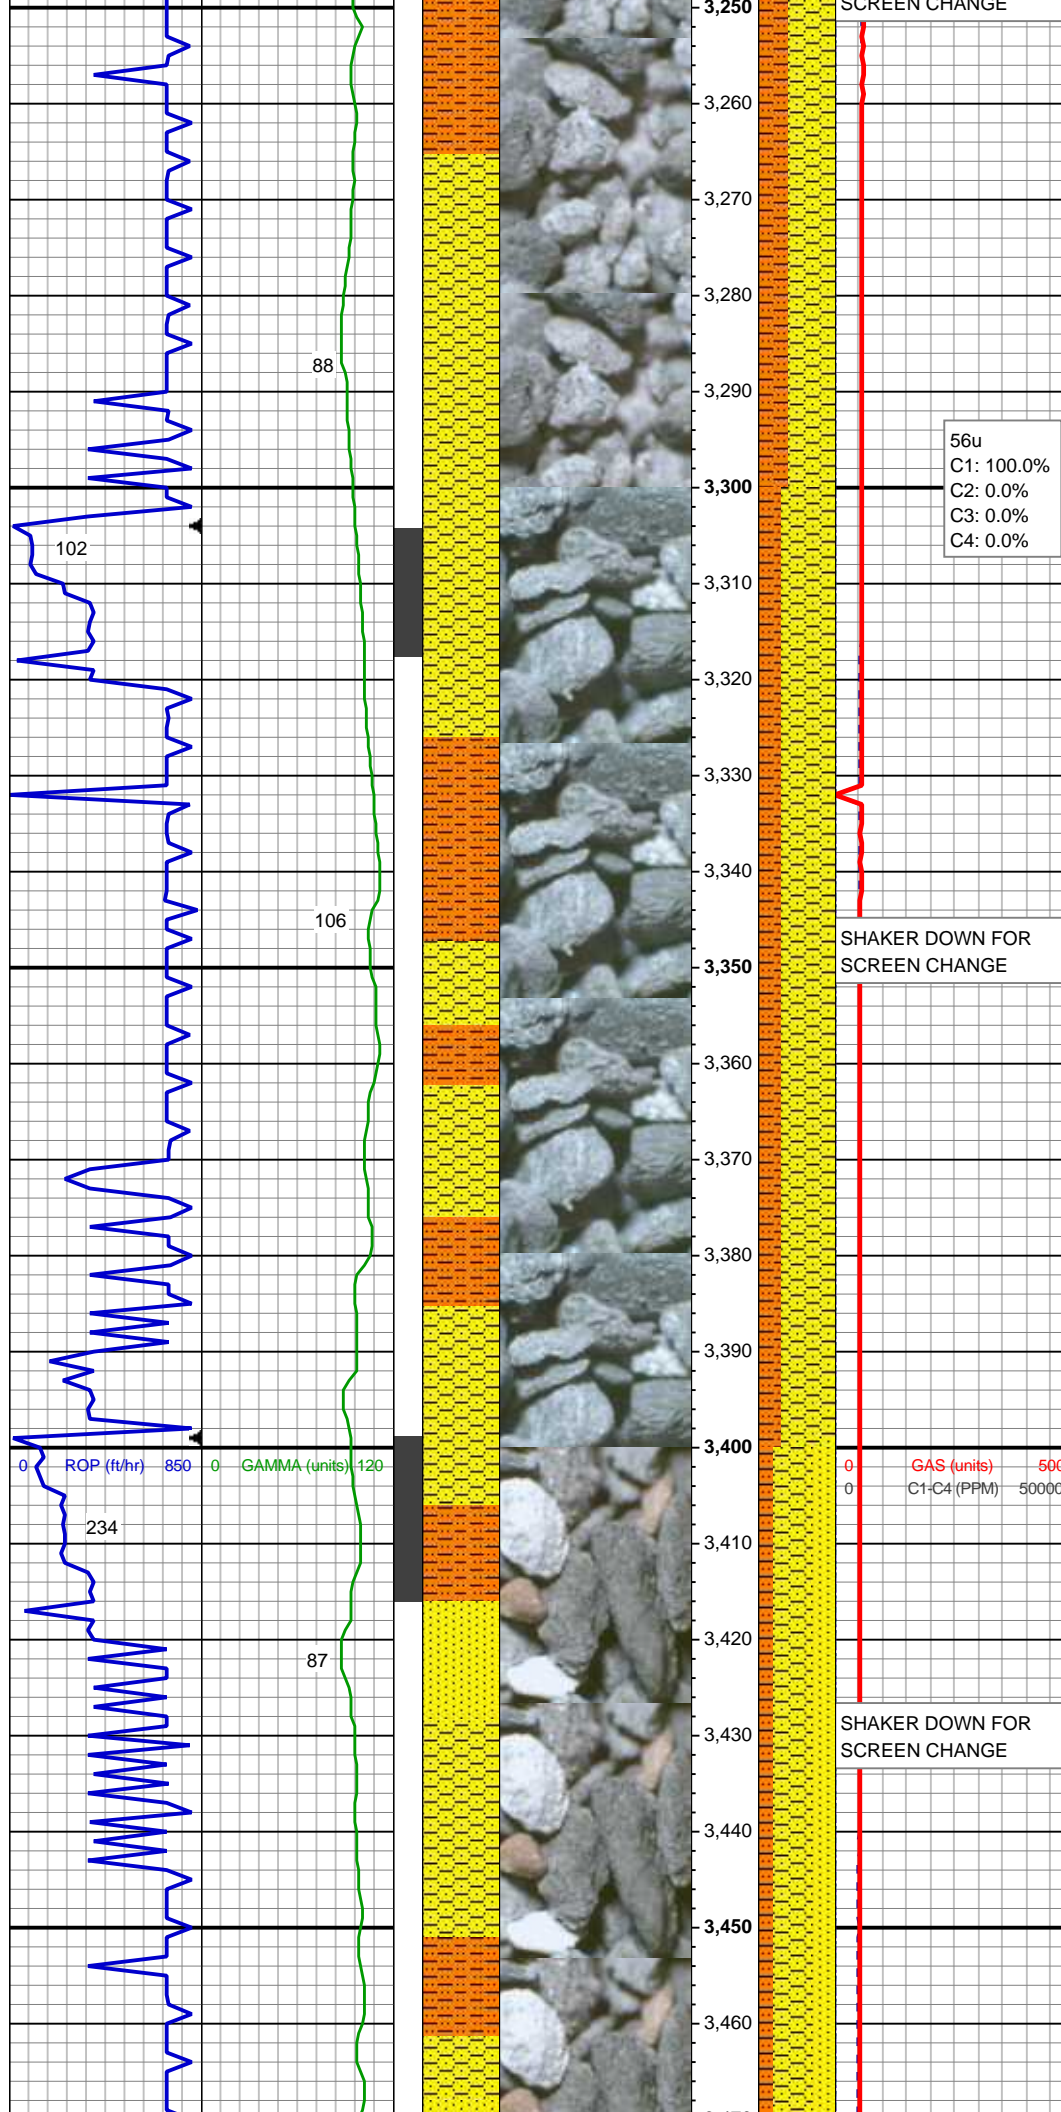 3,250
SCREEN CHANGE
3,260
3,270
3,280
88
3,290
56u
C1: 100.0%
C2: 0.0%
C3: 0.0%
C4: 0.0%
3,300
102
3,310
3,320
3,330
3,340
106
SHAKER DOWN FOR
SCREEN CHANGE
3,350
3,360
3,370
3,380
3,390
3,400
0 ROP (ft/hr) 850 0 GAMMA (units) 120
0 GAS (units) 500
0 C1-C4 (PPM) 50000
234
3,410
3,420
87
3,430
SHAKER DOWN FOR
SCREEN CHANGE
3,440
3,450
3,460